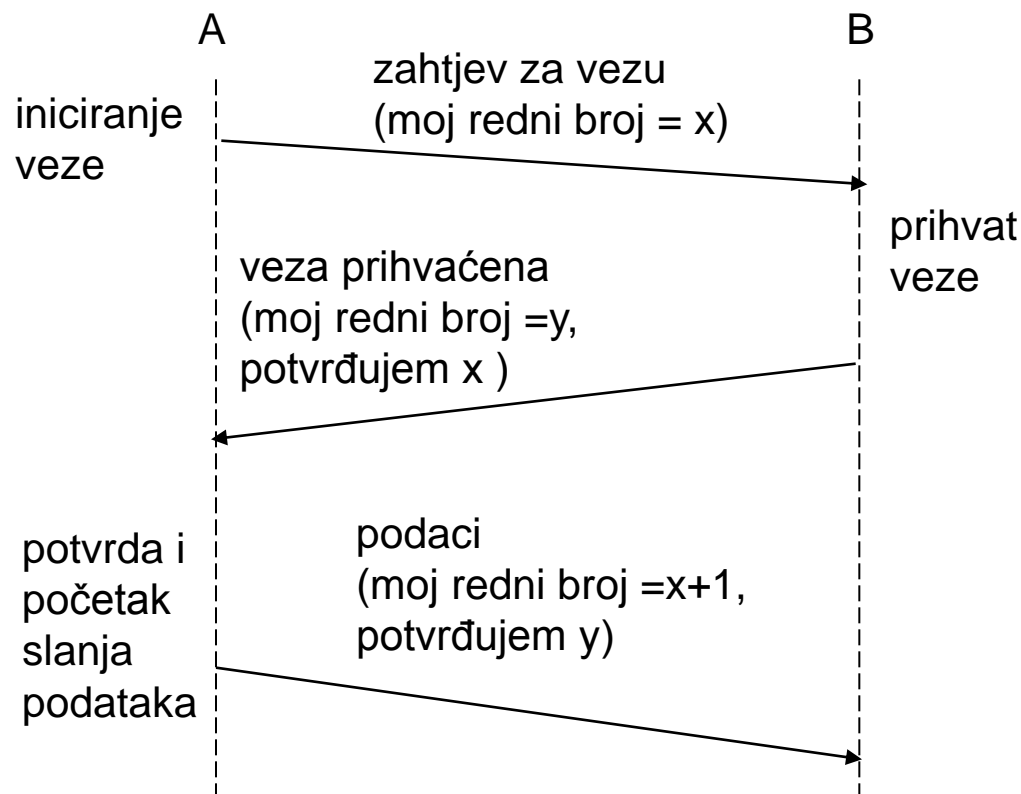 A
B
zahtjev za vezu
(moj redni broj = x)
iniciranje
veze
prihvat
veze
veza prihvaćena
(moj redni broj =y,
potvrđujem x )
potvrda i
početak
slanja
podataka
podaci
(moj redni broj =x+1,
potvrđujem y)